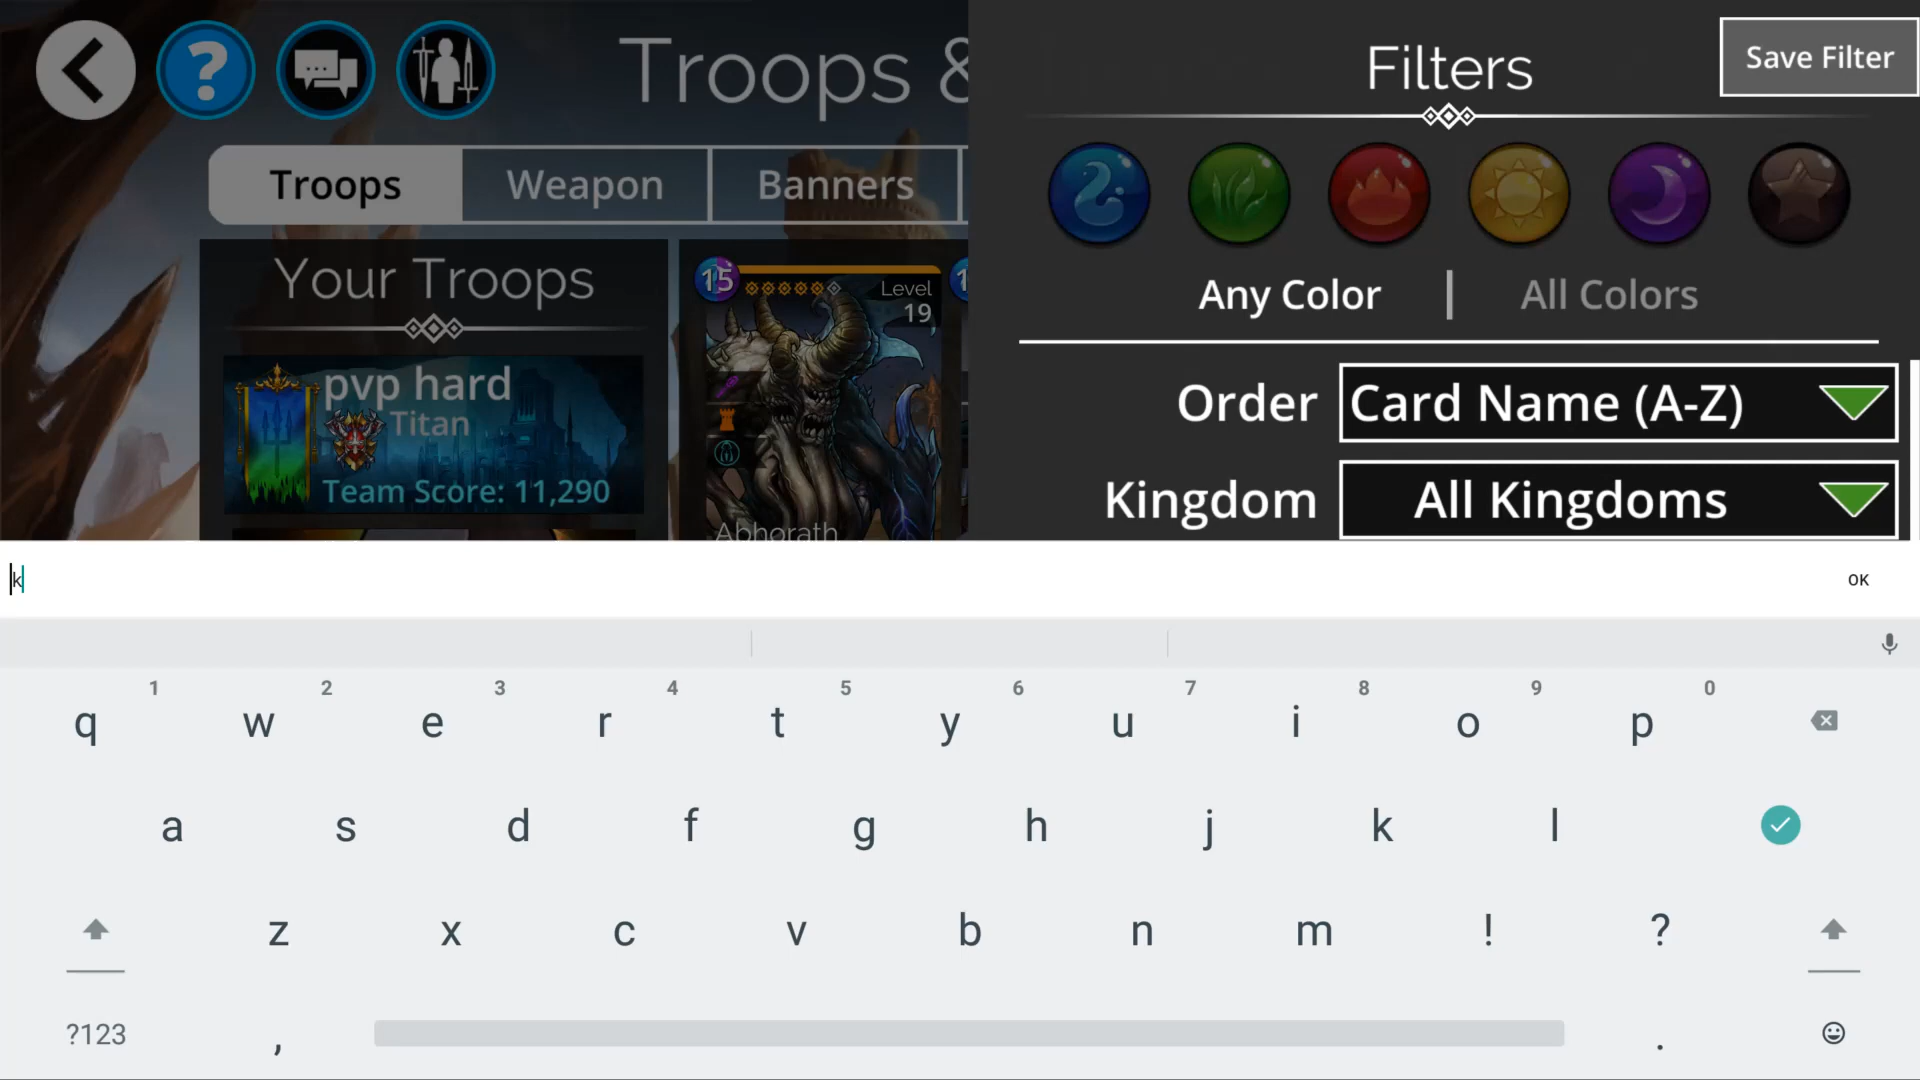 Troops &
Filters
Save Filter
Troops
Weapon
Banners
Your Troops
15
Level
19
pvp hard
Titan
Team Score: 11,290
Abhorath
Any Color | All Colors
Order
Card Name (A-Z)
Kingdom
All Kingdoms
k
OK
1 2 3 4 5 6 7 8 9 0
q w e r t y u i o p
a s d f g h j k l
z x c v b n m ! ?
?123 , .